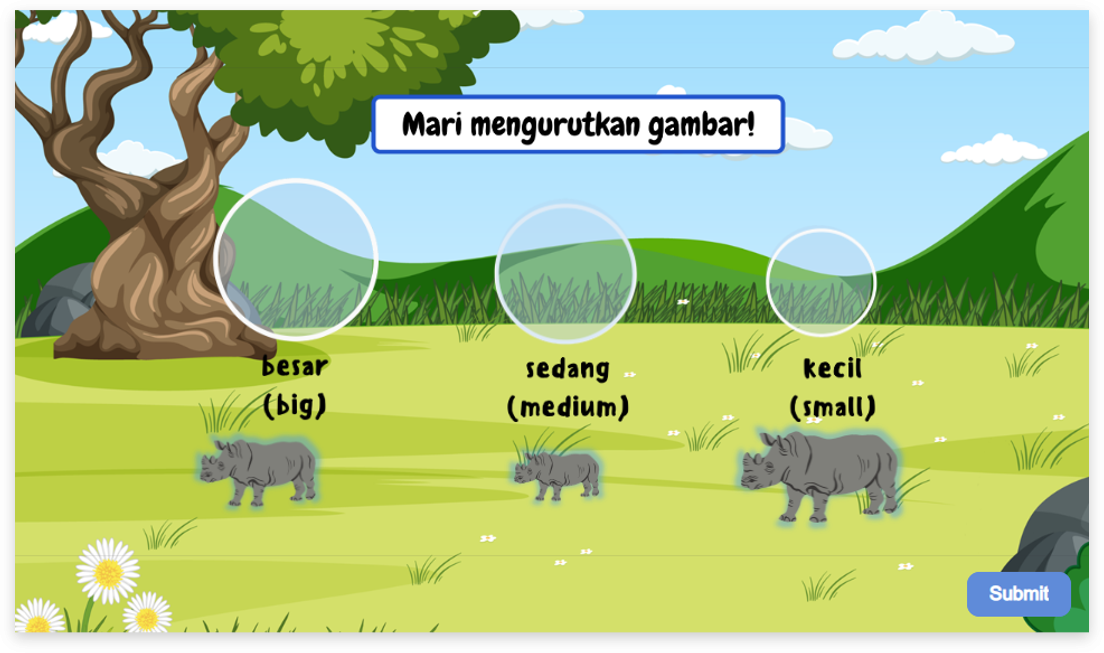 Mari mengurutkan gambar!
besar
(big)
sedang
(medium)
kecil
(small)
Submit